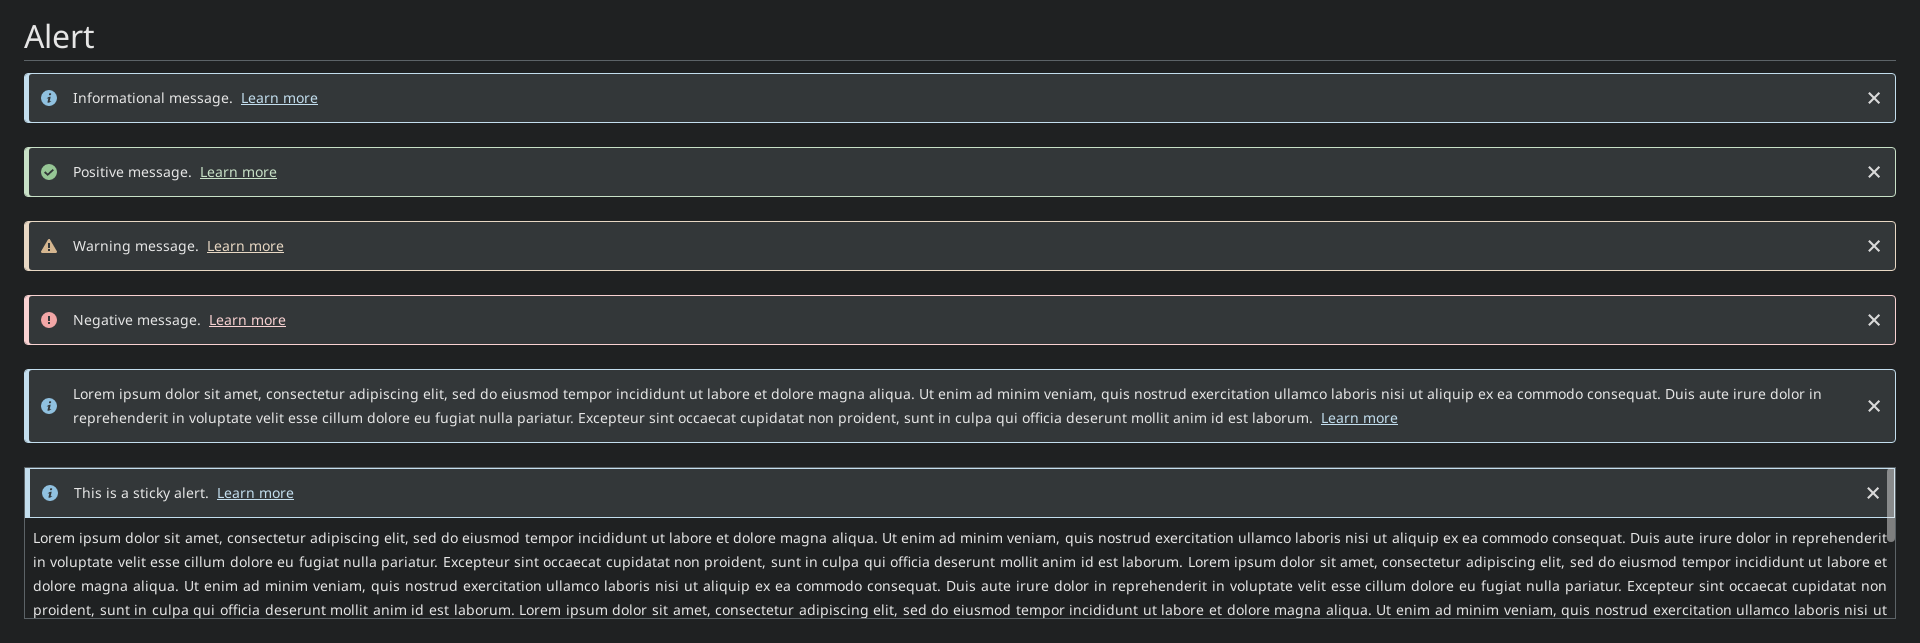 Alert
Informational message. Learn more
Positive message. Learn more
Warning message. Learn more
Negative message. Learn more
Lorem ipsum dolor sit amet, consectetur adipiscing elit, sed do eiusmod tempor incididunt ut labore et dolore magna aliqua. Ut enim ad minim veniam, quis nostrud exercitation ullamco laboris nisi ut aliquip ex ea commodo consequat. Duis aute irure dolor in
reprehenderit in voluptate velit esse cillum dolore eu fugiat nulla pariatur. Excepteur sint occaecat cupidatat non proident, sunt in culpa qui officia deserunt mollit anim id est laborum. Learn more
This is a sticky alert. Learn more
Lorem ipsum dolor sit amet, consectetur adipiscing elit, sed do eiusmod tempor incididunt ut labore et dolore magna aliqua. Ut enim ad minim veniam, quis nostrud exercitation ullamco laboris nisi ut aliquip ex ea commodo consequat. Duis aute irure dolor in reprehenderit
in voluptate velit esse cillum dolore eu fugiat nulla pariatur. Excepteur sint occaecat cupidatat non proident, sunt in culpa qui officia deserunt mollit anim id est laborum. Lorem ipsum dolor sit amet, consectetur adipiscing elit, sed do eiusmod tempor incididunt ut labore et
dolore magna aliqua. Ut enim ad minim veniam, quis nostrud exercitation ullamco laboris nisi ut aliquip ex ea commodo consequat. Duis aute irure dolor in reprehenderit in voluptate velit esse cillum dolore eu fugiat nulla pariatur. Excepteur sint occaecat cupidatat non
proident, sunt in culpa qui officia deserunt mollit anim id est laborum. Lorem ipsum dolor sit amet, consectetur adipiscing elit, sed do eiusmod tempor incididunt ut labore et dolore magna aliqua. Ut enim ad minim veniam, quis nostrud exercitation ullamco laboris nisi ut